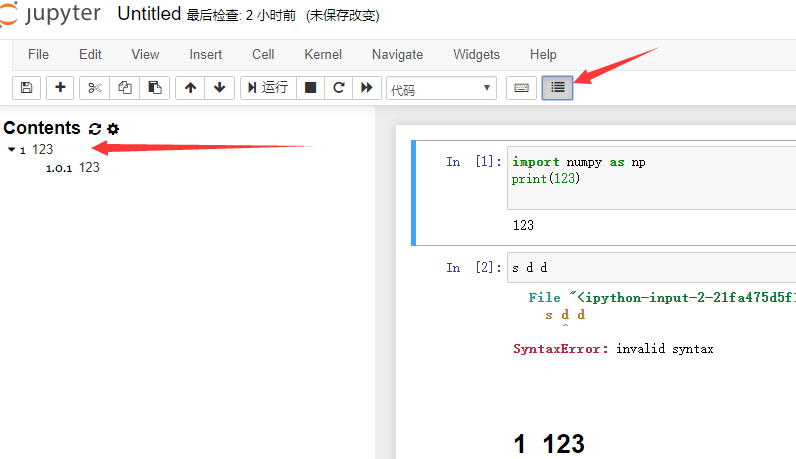 jupyter Untitled 最后检查: 2 小时前 (未保存改变)
File Edit View Insert Cell Kernel Navigate Widgets Help
运行 代码
Contents
1 123
1.0.1 123
In [1]: import numpy as np
print(123)
123
In [2]: s d d
File "<ipython-input-2-21fa475d5f1
s d d
^
SyntaxError: invalid syntax
1 123